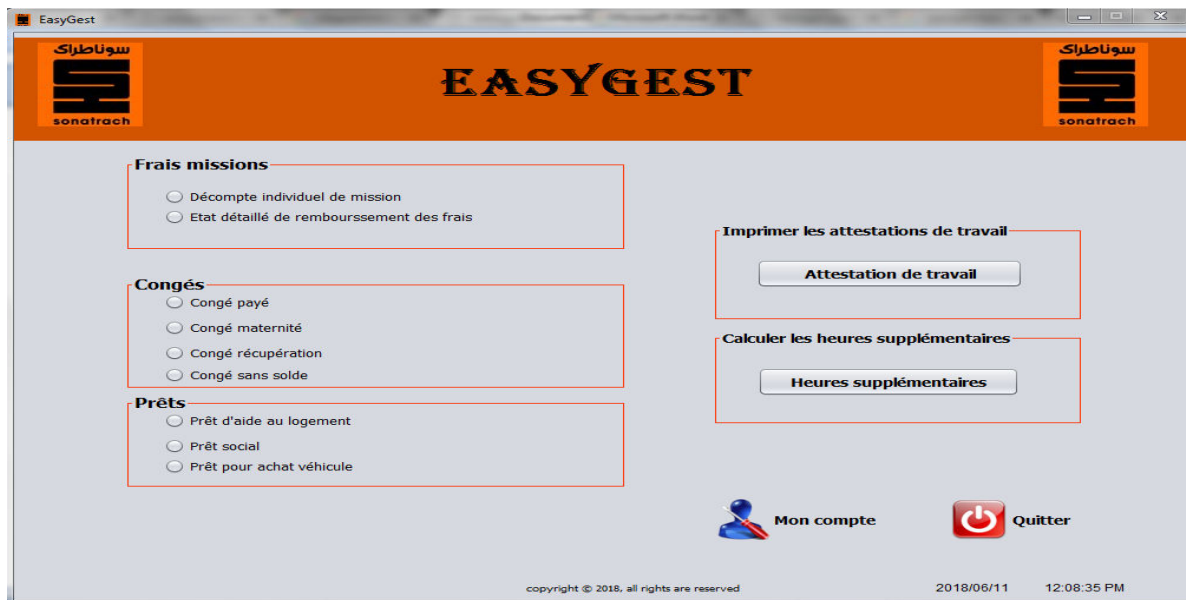 EasyGest
سوناطراك
sonatrach
EASYGEST
سوناطراك
sonatrach
Frais missions
Décompte individuel de mission
Etat détaillé de rembourssement des frais
Congés
Congé payé
Congé maternité
Congé récupération
Congé sans solde
Prêts
Prêt d'aide au logement
Prêt social
Prêt pour achat véhicule
Imprimer les attestations de travail
Attestation de travail
Calculer les heures supplémentaires
Heures supplémentaires
Mon compte
Quitter
copyright © 2018, all rights are reserved
2018/06/11 12:08:35 PM